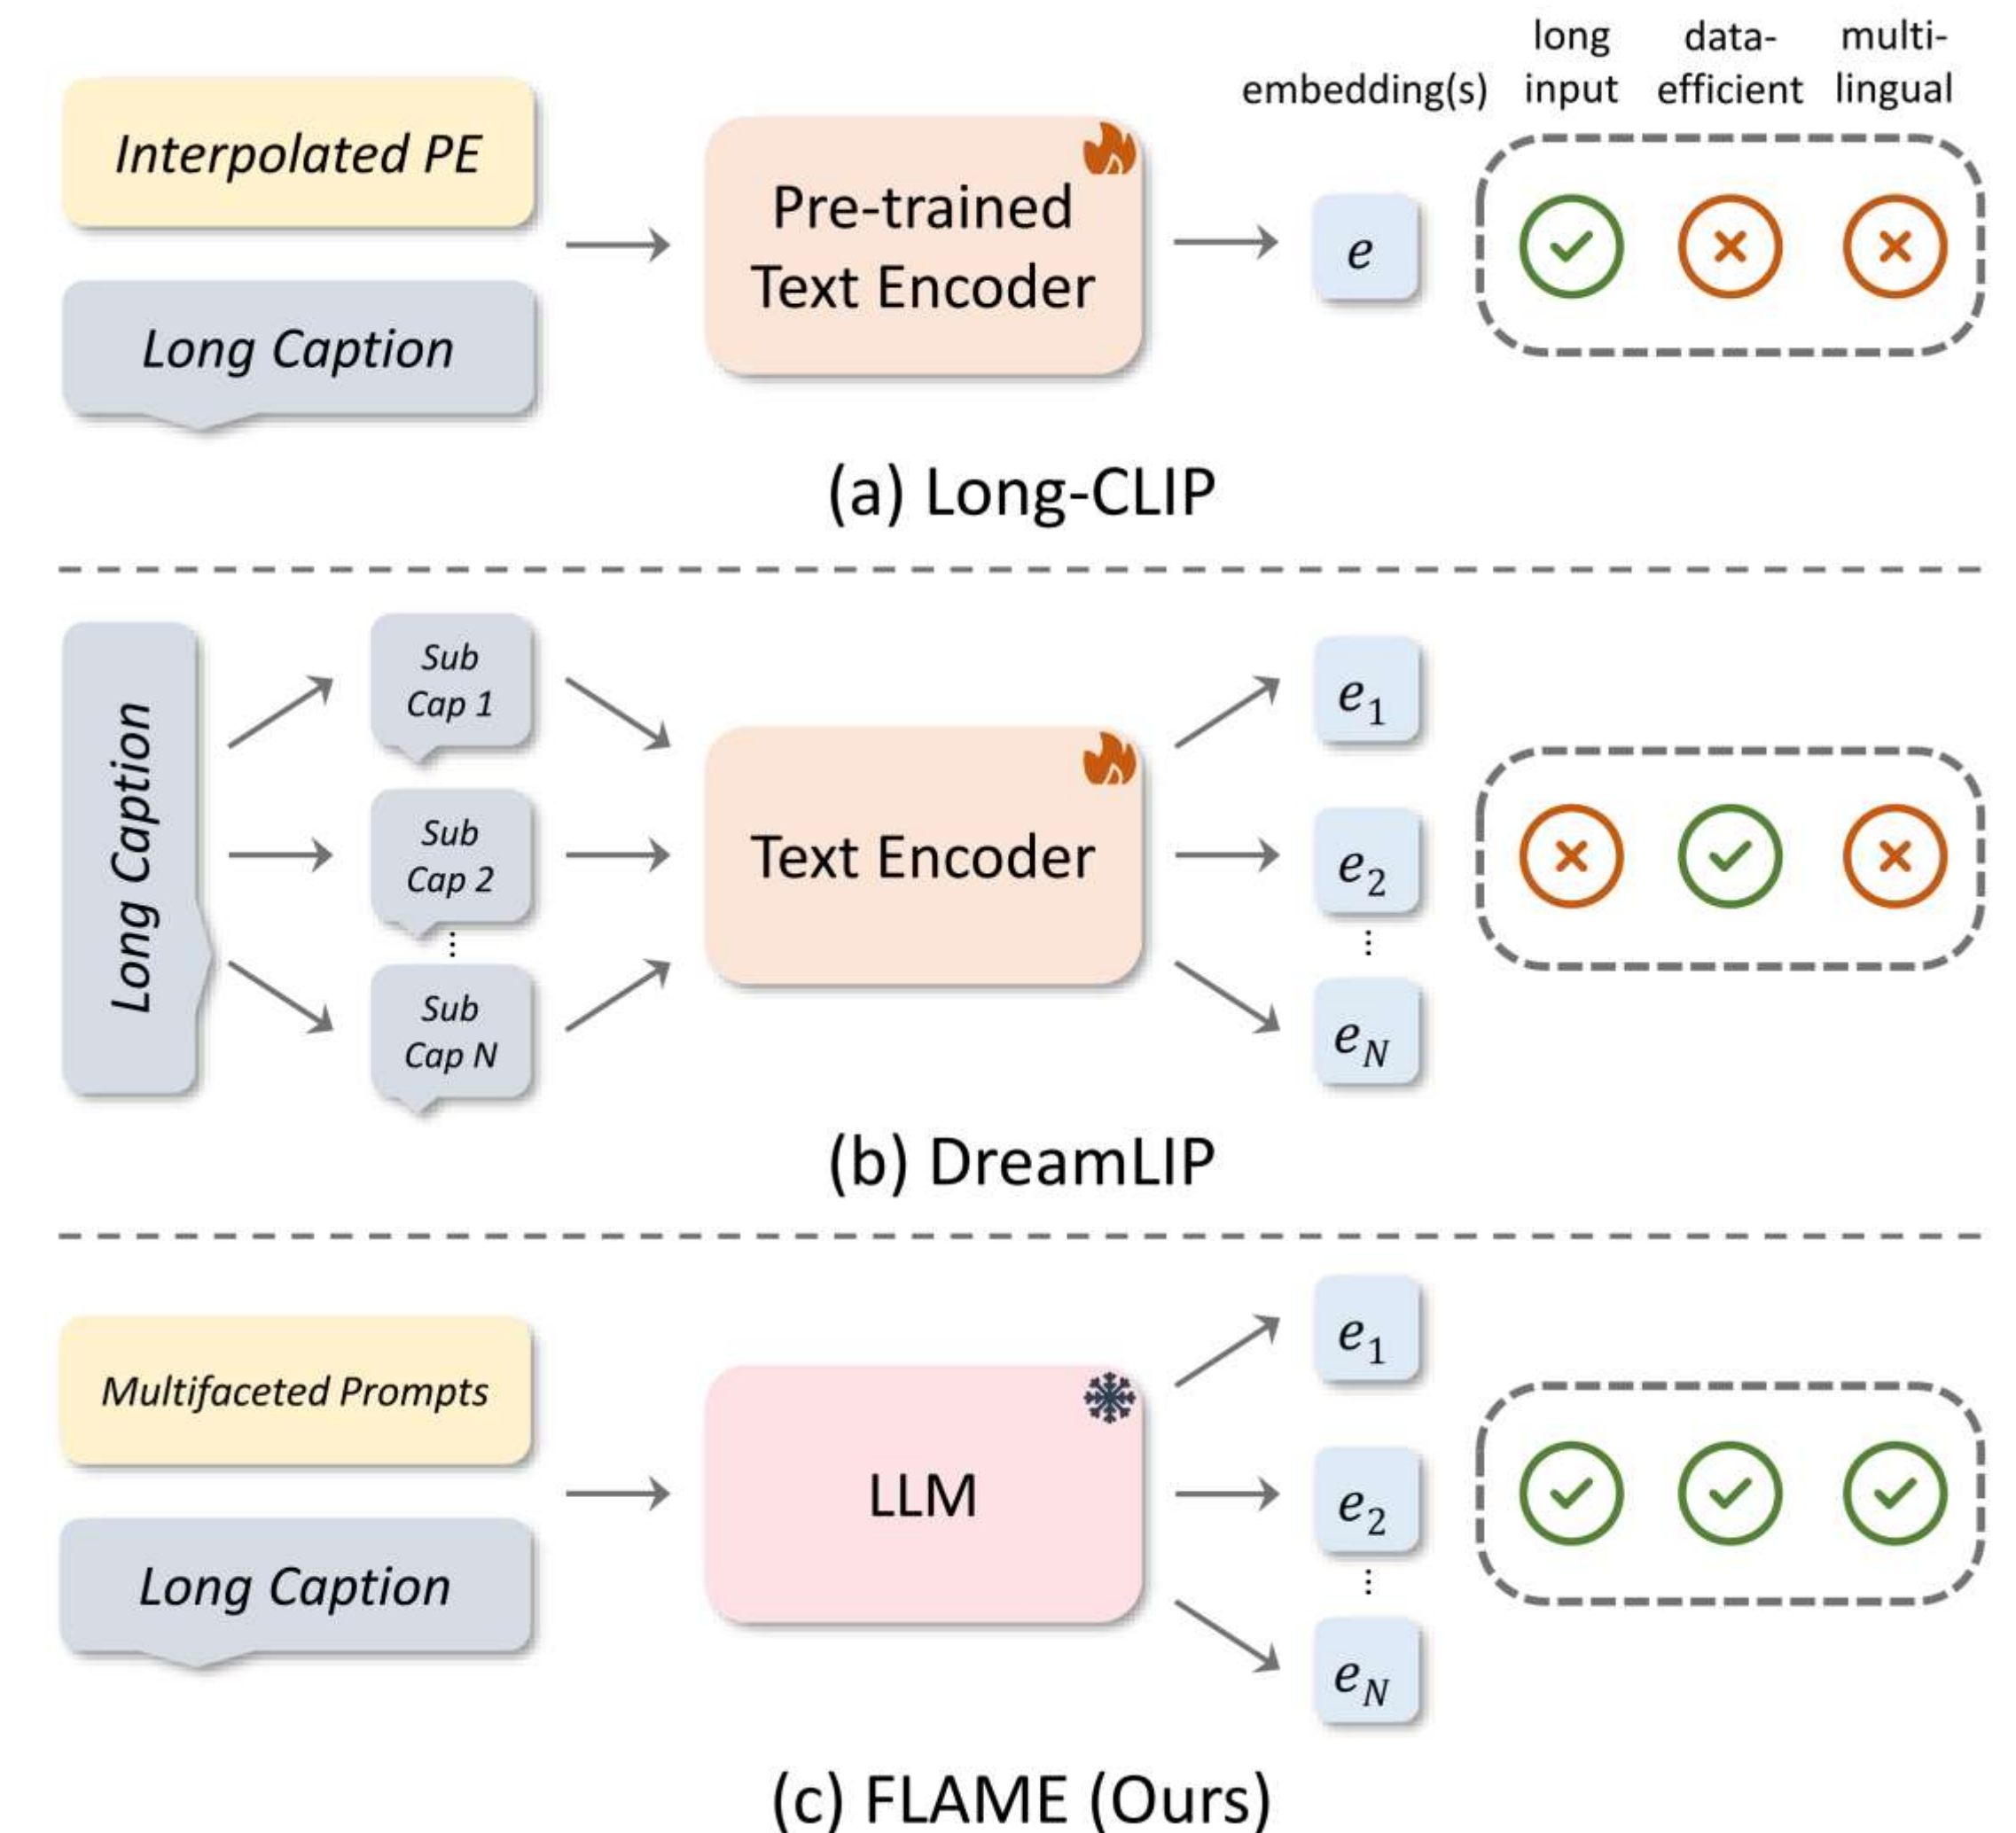 long data- multi-
embedding(s) input efficient lingual
Interpolated PE
Long Caption
Pre-trained
Text Encoder
e
(a) Long-CLIP
Long Caption
Sub
Cap 1
Sub
Cap 2
⋮
Sub
Cap N
Text Encoder
e₁
e₂
⋮
e_N
(b) DreamLIP
Multifaceted Prompts
Long Caption
LLM
e₁
e₂
⋮
e_N
(c) FLAME (Ours)